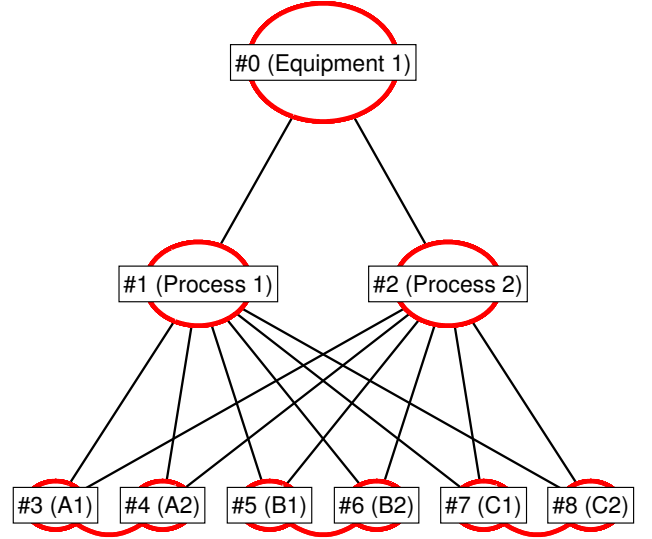 #0 (Equipment 1)
#1 (Process 1)
#2 (Process 2)
#3 (A1)
#4 (A2)
#5 (B1)
#6 (B2)
#7 (C1)
#8 (C2)